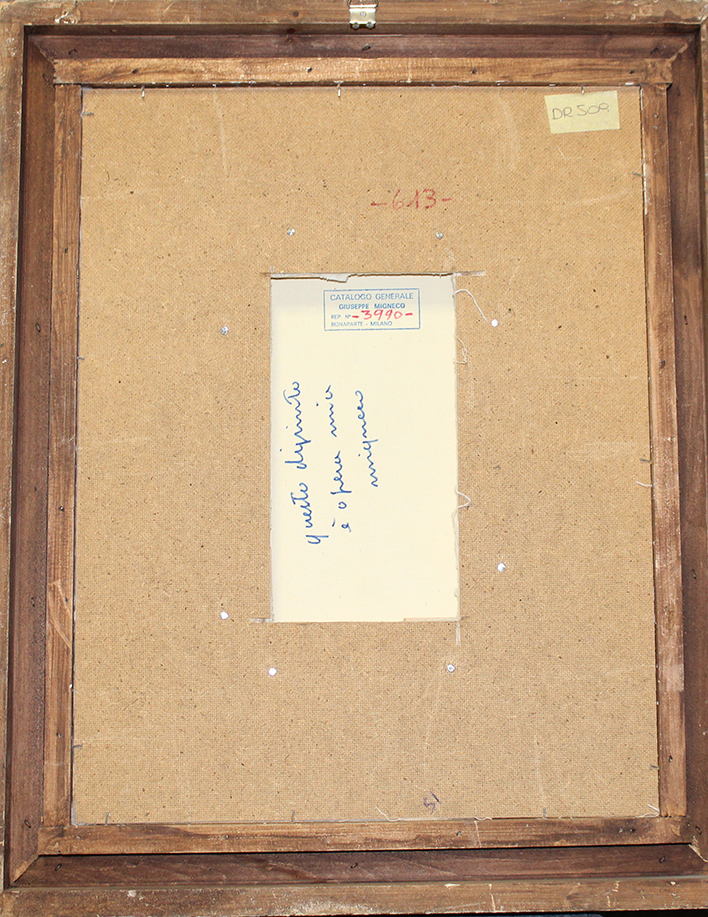 DR 509
-613-
CATALOGO GENERALE
GIUSEPPE MIGNECO
REP. N° -3990-
BONAPARTE - MILANO
questo dipinto
è opera mia
migneco